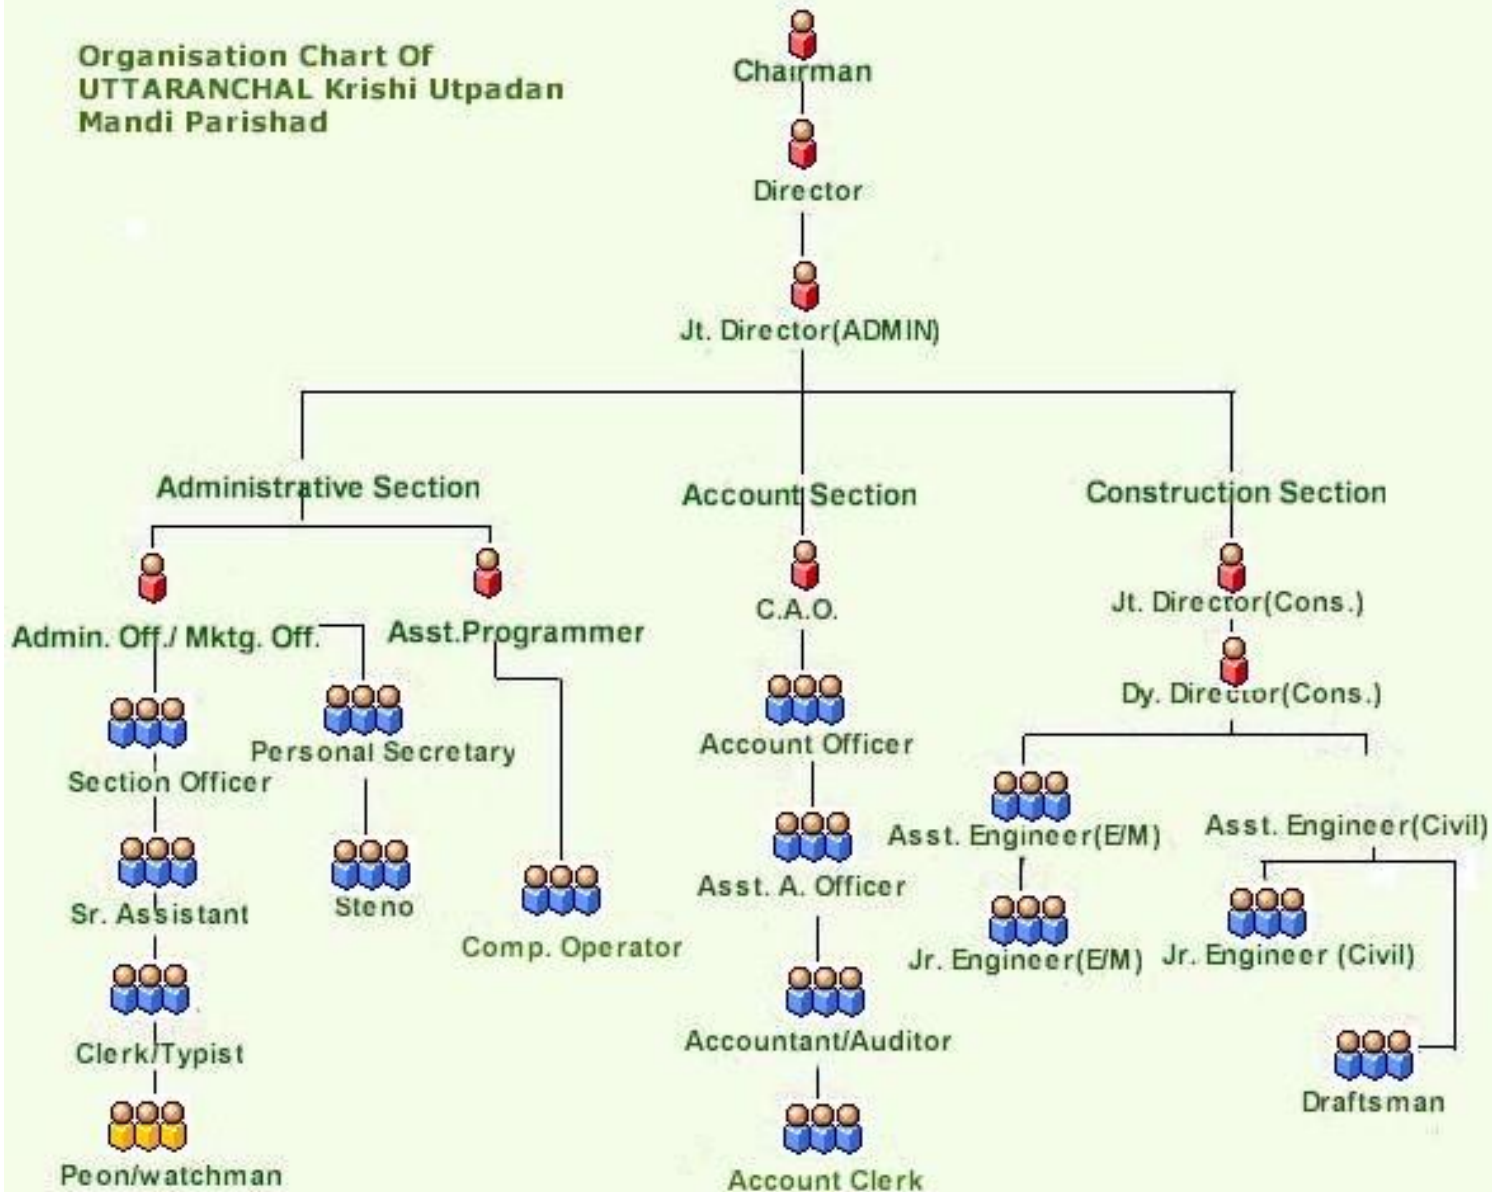 Organisation Chart Of
UTTARANCHAL Krishi Utpadan
Mandi Parishad
Chairman
Director
Jt. Director(ADMIN)
Administrative Section
Account Section
Construction Section
Admin. Off./ Mktg. Off.
Asst.Programmer
C.A.O.
Jt. Director(Cons.)
Dy. Director(Cons.)
Section Officer
Personal Secretary
Account Officer
Asst. Engineer(E/M)
Asst. Engineer(Civil)
Sr. Assistant
Steno
Comp. Operator
Asst. A. Officer
Jr. Engineer(E/M)
Jr. Engineer (Civil)
Clerk/Typist
Accountant/Auditor
Draftsman
Peon/watchman
Account Clerk